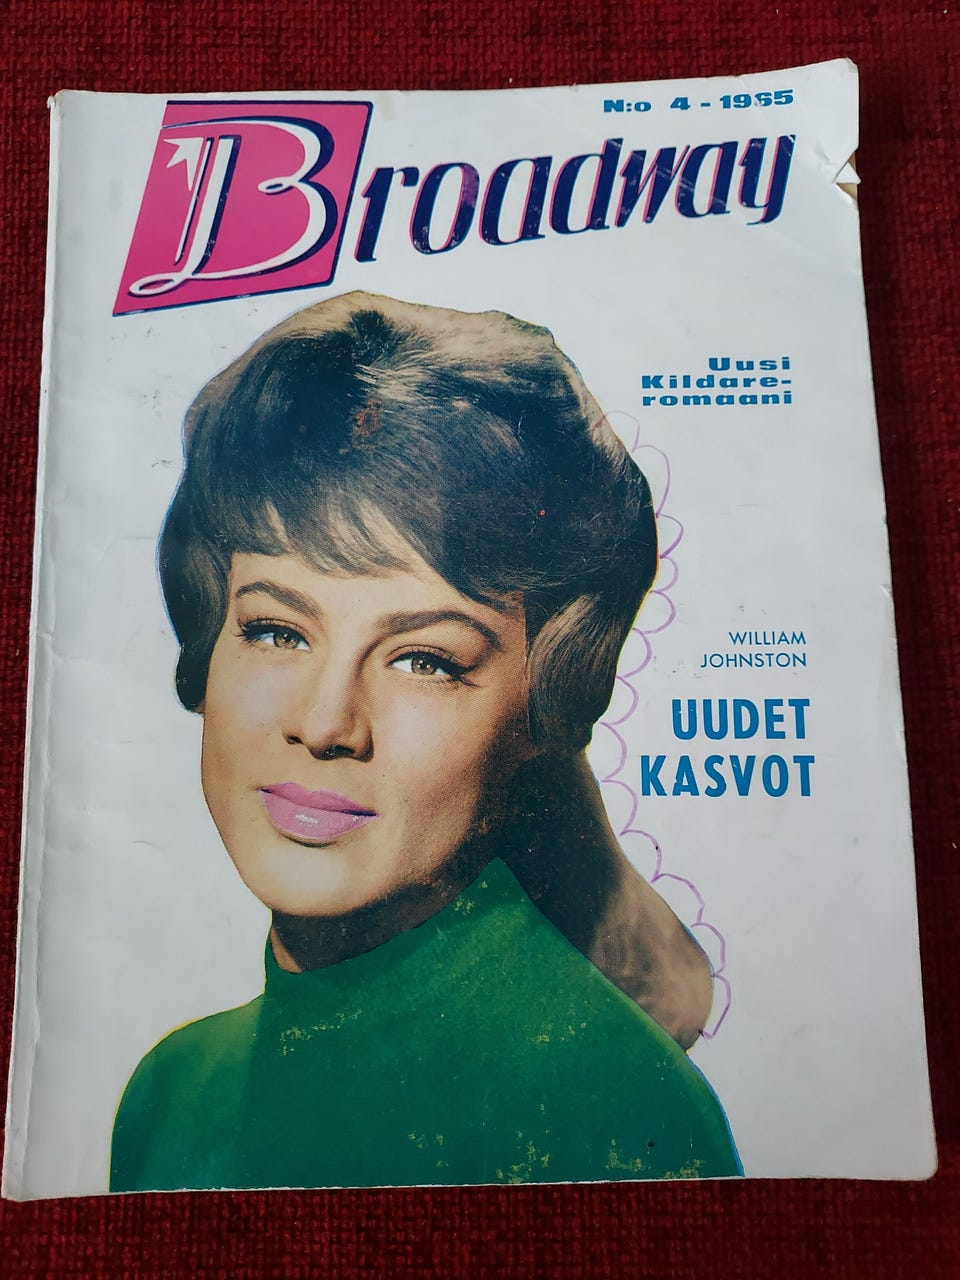 N:o 4 - 1965
Broadway
Uusi
Kildare-
romaani
WILLIAM
JOHNSTON
UUDET
KASVOT